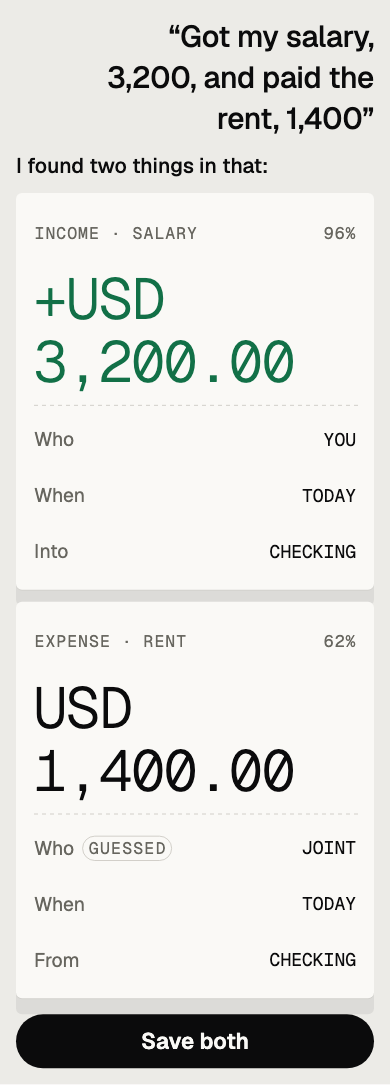 “Got my salary,
3,200, and paid the
rent, 1,400”
I found two things in that:
INCOME · SALARY 96%
+USD
3,200.00
Who YOU
When TODAY
Into CHECKING
EXPENSE · RENT 62%
USD
1,400.00
Who GUESSED JOINT
When TODAY
From CHECKING
Save both